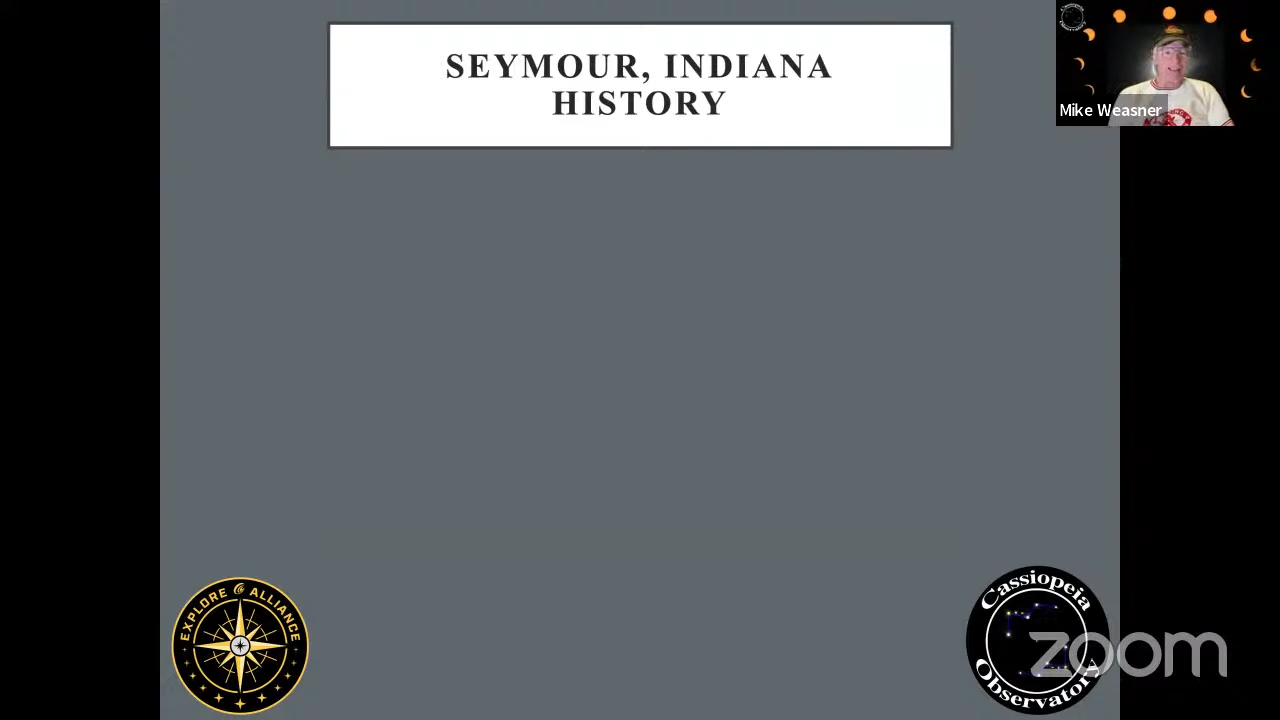 SEYMOUR, INDIANA
HISTORY
Mike Weasner
EXPLORE ALLIANCE
Cassiopeia
Observatory
zoom